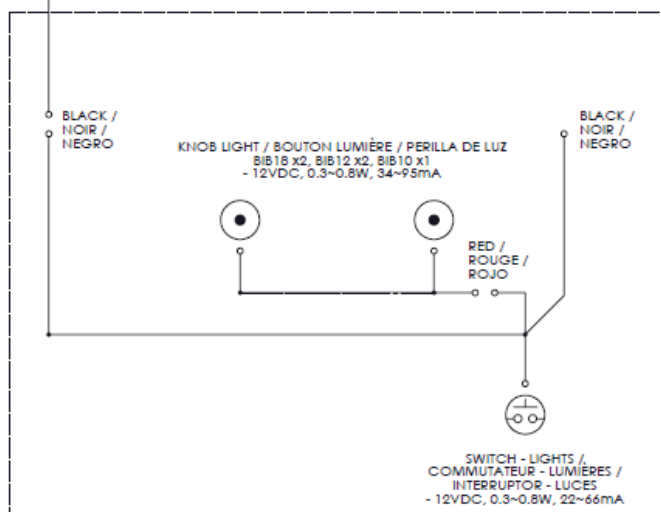 BLACK /
NOIR /
NEGRO
KNOB LIGHT / BOUTON LUMIÈRE / PERILLA DE LUZ
BIB18 x2, BIB12 x2, BIB10 x1
- 12VDC, 0.3~0.8W, 34~95mA
BLACK /
NOIR /
NEGRO
RED /
ROUGE /
ROJO
SWITCH - LIGHTS /
COMMUTATEUR - LUMIÈRES /
INTERRUPTOR - LUCES
- 12VDC, 0.3~0.8W, 22~66mA